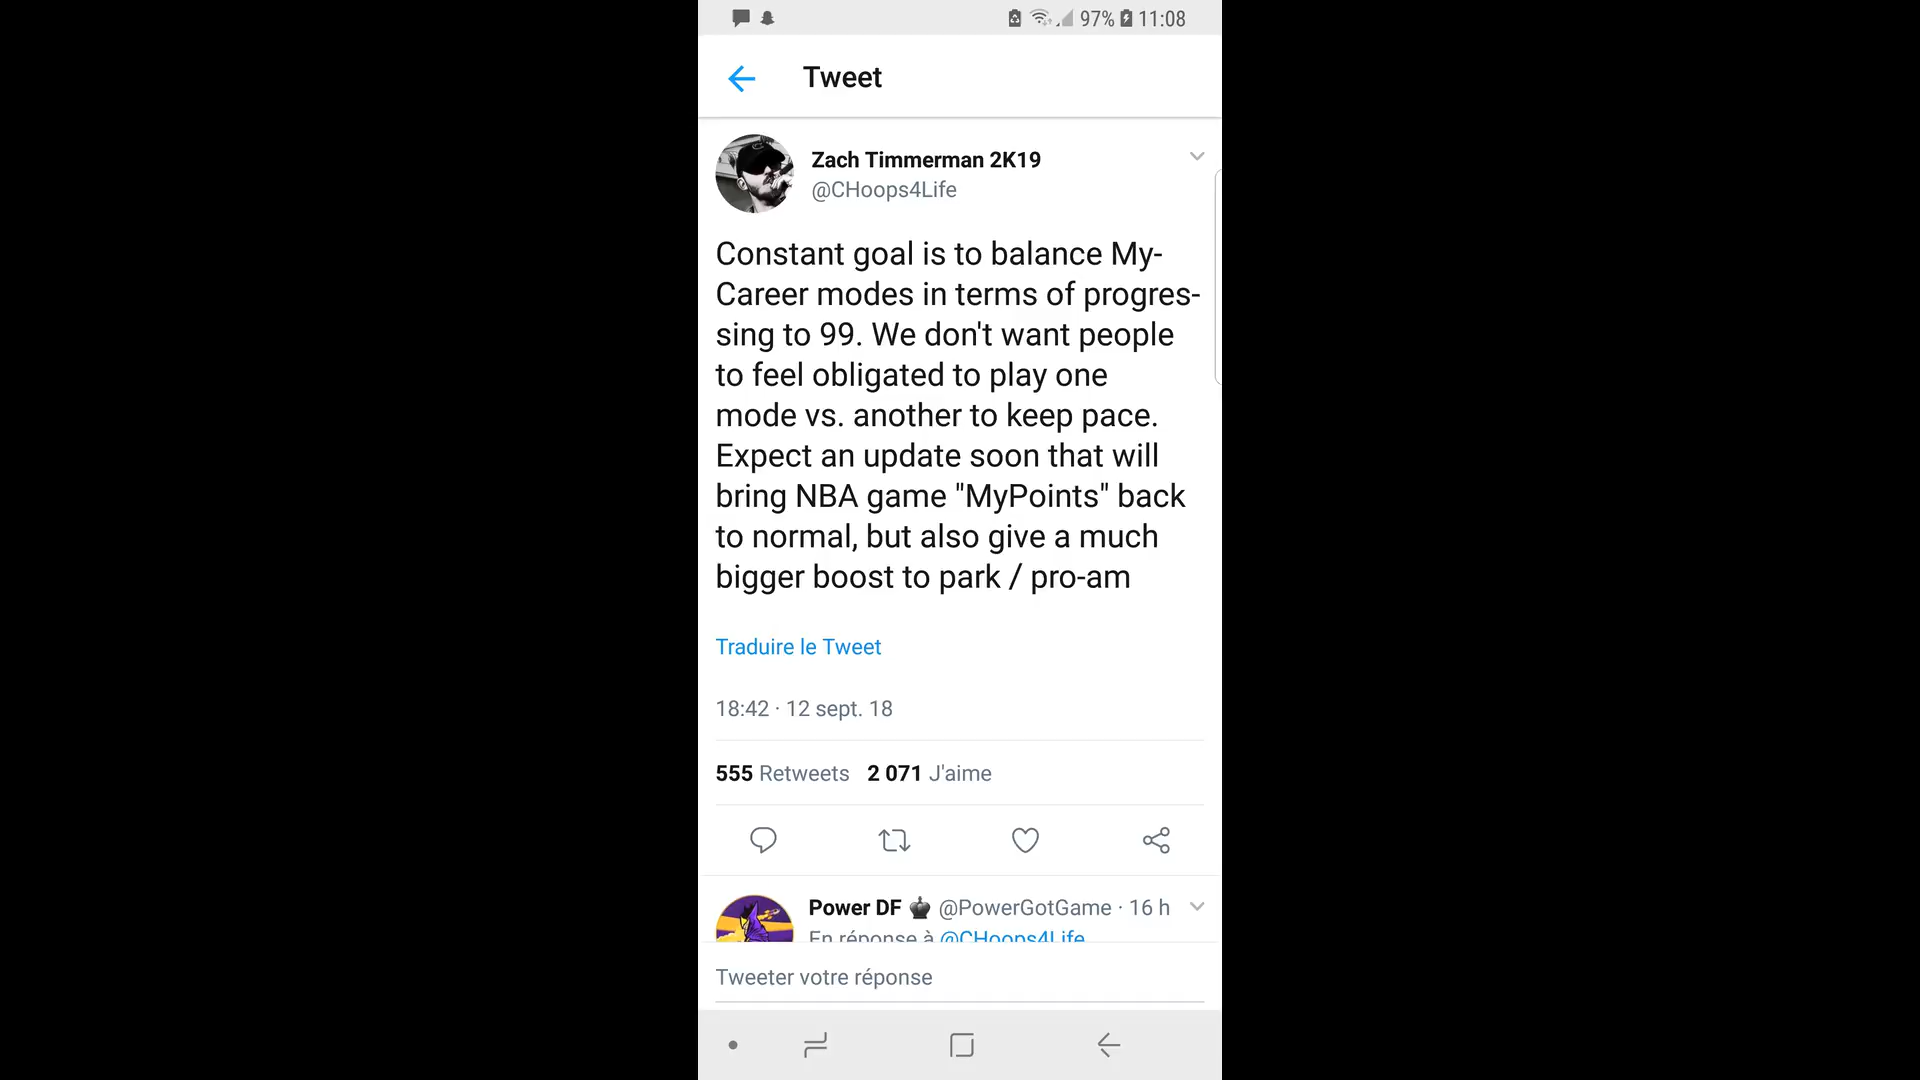 97% 11:08
Tweet
Zach Timmerman 2K19
@CHoops4Life
Constant goal is to balance My-
Career modes in terms of progres-
sing to 99. We don't want people
to feel obligated to play one
mode vs. another to keep pace.
Expect an update soon that will
bring NBA game "MyPoints" back
to normal, but also give a much
bigger boost to park / pro-am
Traduire le Tweet
18:42 · 12 sept. 18
555 Retweets 2 071 J'aime
Power DF @PowerGotGame · 16 h
En réponse à @CHoops4Life
Tweeter votre réponse